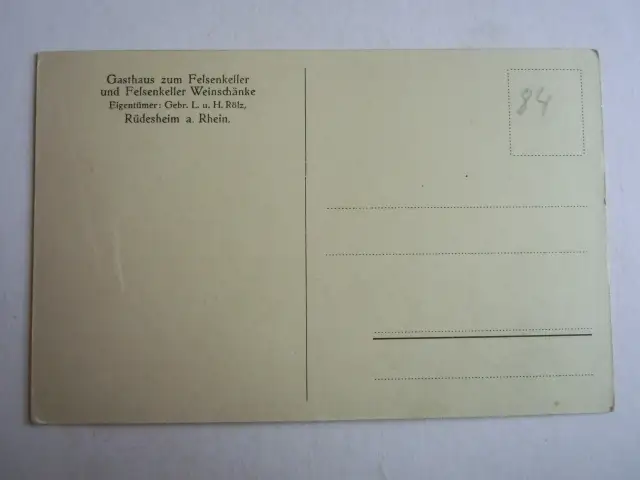 Gasthaus zum Felsenkeller
und Felsenkeller Weinschänke
Eigentümer: Gebr. L. u. H. Rölz,
Rüdesheim a. Rhein.
84